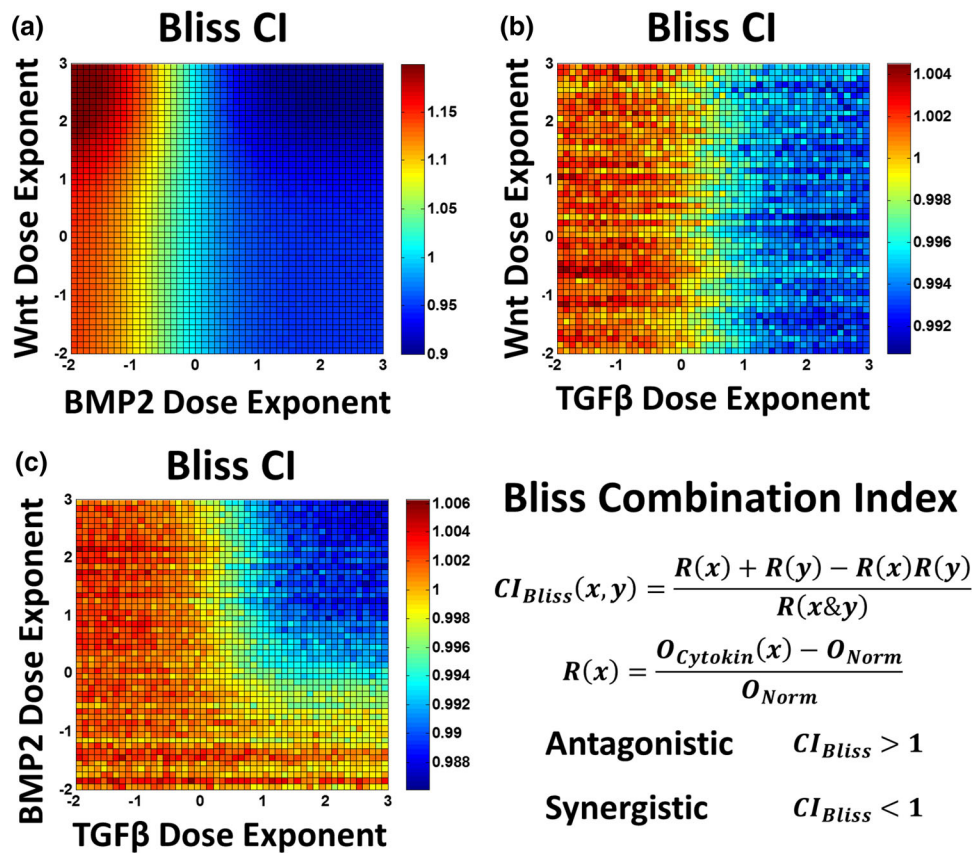 (a)
Bliss CI
Wnt Dose Exponent
3
2
1
0
-1
-2
-2 -1 0 1 2 3
BMP2 Dose Exponent
1.15
1.1
1.05
1
0.95
0.9
(b)
Bliss CI
Wnt Dose Exponent
3
2
1
0
-1
-2
-2 -1 0 1 2 3
TGFβ Dose Exponent
1.004
1.002
1
0.998
0.996
0.994
0.992
(c)
Bliss CI
BMP2 Dose Exponent
3
2
1
0
-1
-2
-2 -1 0 1 2 3
TGFβ Dose Exponent
1.006
1.004
1.002
1
0.998
0.996
0.994
0.992
0.99
0.988
Bliss Combination Index
CI_Bliss(x, y) = (R(x) + R(y) − R(x)R(y)) / R(x&y)
R(x) = (O_Cytokin(x) − O_Norm) / O_Norm
Antagonistic CI_Bliss > 1
Synergistic CI_Bliss < 1